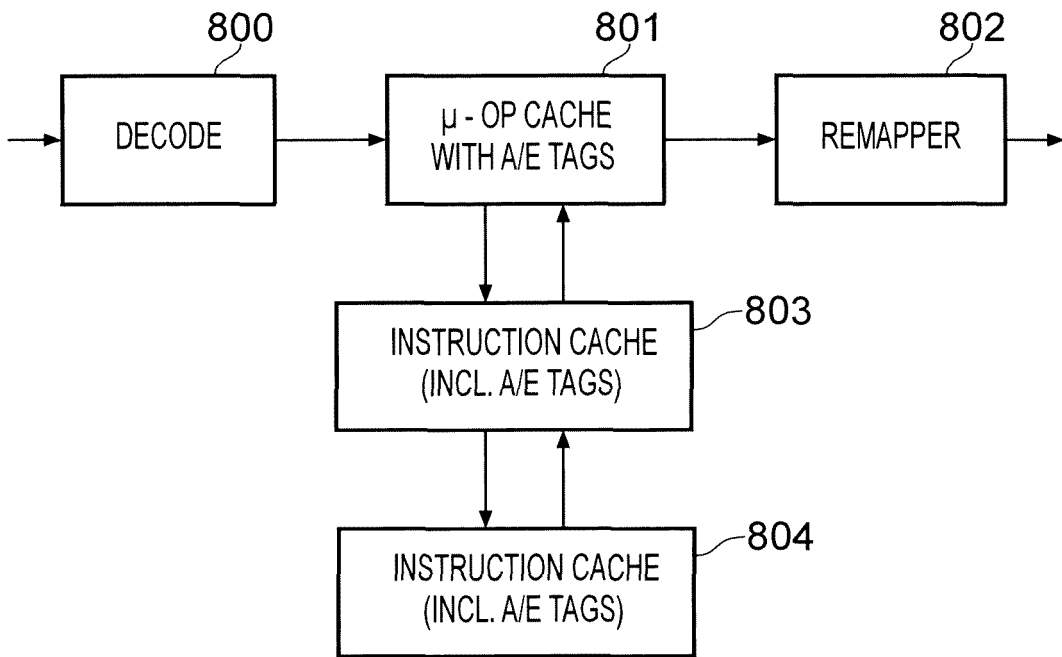 800
801
802
DECODE
µ - OP CACHE
WITH A/E TAGS
REMAPPER
803
INSTRUCTION CACHE
(INCL. A/E TAGS)
804
INSTRUCTION CACHE
(INCL. A/E TAGS)